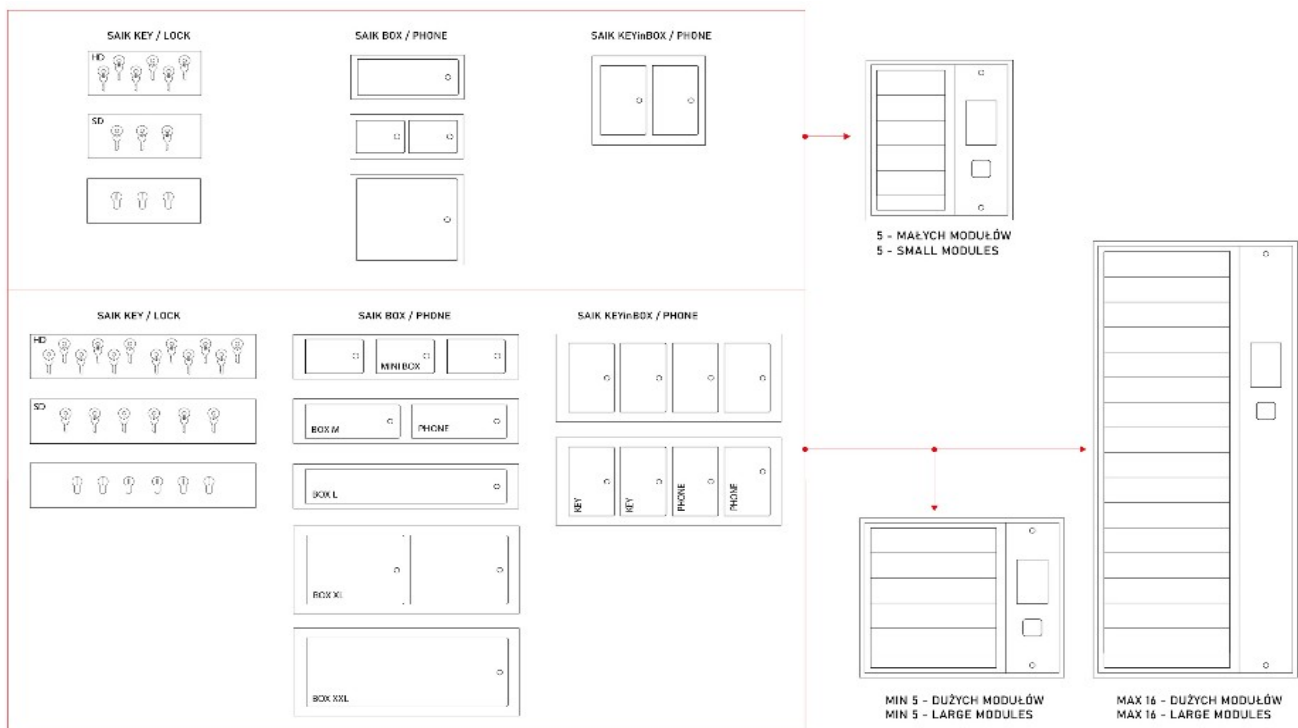 SAIK KEY / LOCK
SAIK BOX / PHONE
SAIK KEYinBOX / PHONE
HD
SD
5 - MAŁYCH MODUŁÓW
5 - SMALL MODULES
SAIK KEY / LOCK
SAIK BOX / PHONE
SAIK KEYinBOX / PHONE
HD
MINI BOX
SD
BOX M
PHONE
BOX L
KEY
KEY
PHONE
PHONE
BOX XL
BOX XXL
MIN 5 - DUŻYCH MODUŁÓW
MIN 5 - LARGE MODULES
MAX 16 - DUŻYCH MODUŁÓW
MAX 16 - LARGE MODULES